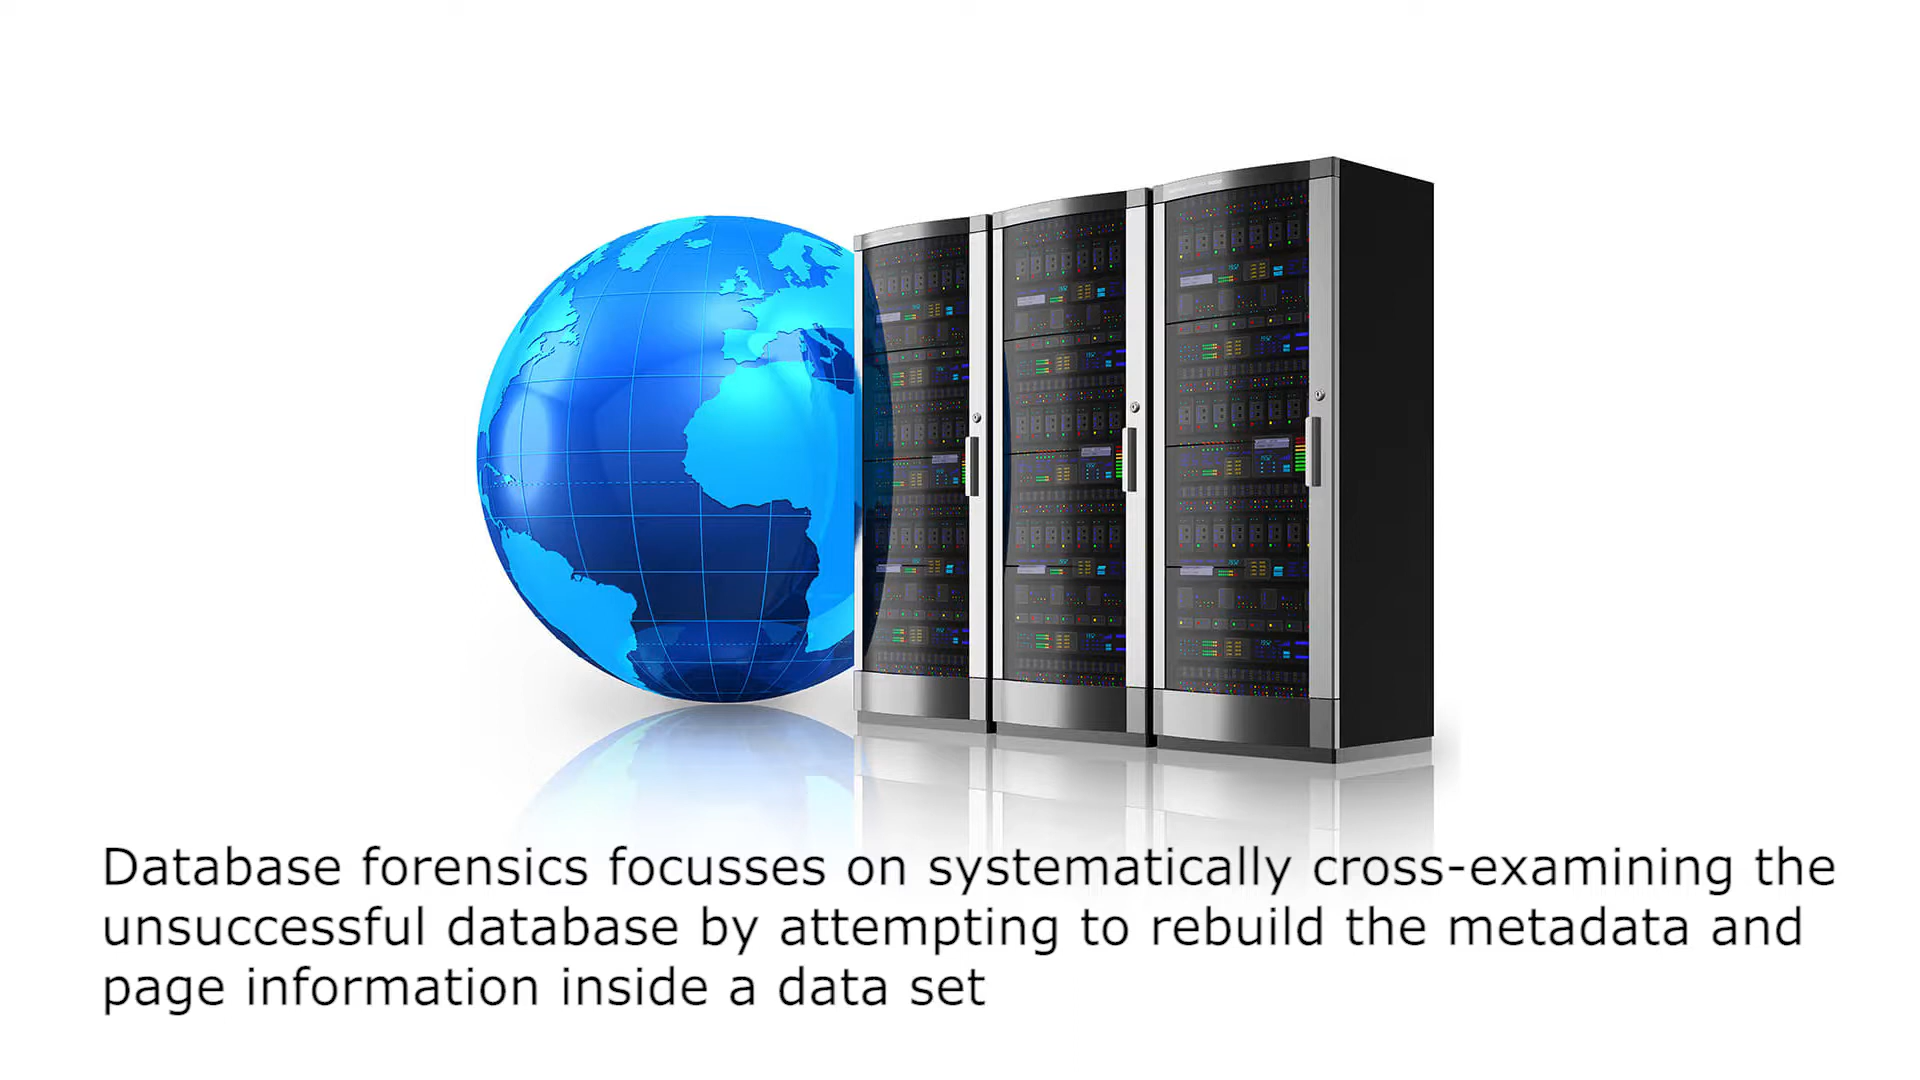 Database forensics focusses on systematically cross-examining the
unsuccessful database by attempting to rebuild the metadata and
page information inside a data set